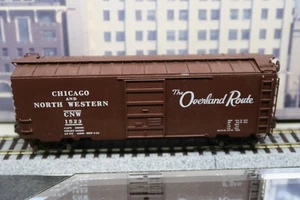 CHICAGO
AND
NORTH WESTERN
CNW
1523
The Overland Route